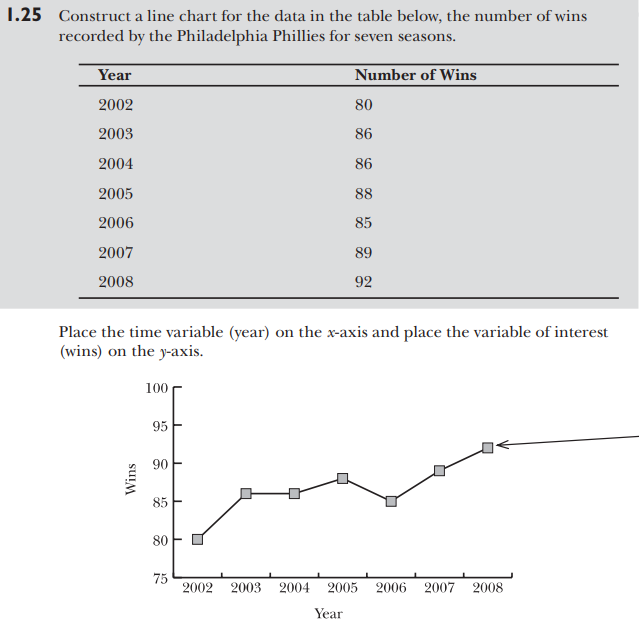 1.25 Construct a line chart for the data in the table below, the number of wins
recorded by the Philadelphia Phillies for seven seasons.
Year Number of Wins
2002 80
2003 86
2004 86
2005 88
2006 85
2007 89
2008 92
Place the time variable (year) on the x-axis and place the variable of interest
(wins) on the y-axis.
100
95
90
85
80
75
Wins
2002 2003 2004 2005 2006 2007 2008
Year